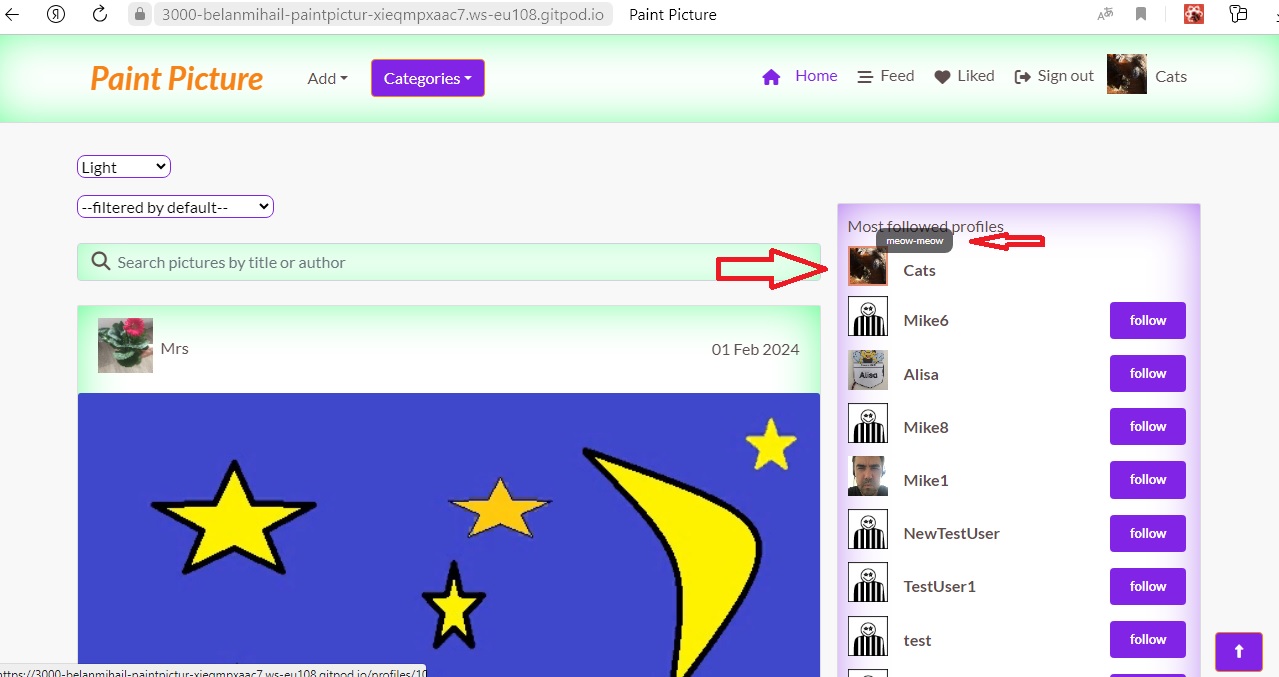 3000-belanmihail-paintpictur-xieqmpxaac7.ws-eu108.gitpod.io Paint Picture
Paint Picture Add Categories Home Feed Liked Sign out Cats
Light
--filtered by default--
Search pictures by title or author
Mrs 01 Feb 2024
Most followed profiles
meow-meow
Cats
Mike6 follow
Alisa follow
Alisa
Mike8 follow
Mike1 follow
NewTestUser follow
TestUser1 follow
test follow
https://3000-belanmihail-paintpictur-xieqmpxaac7.ws-eu108.gitpod.io/profiles/10